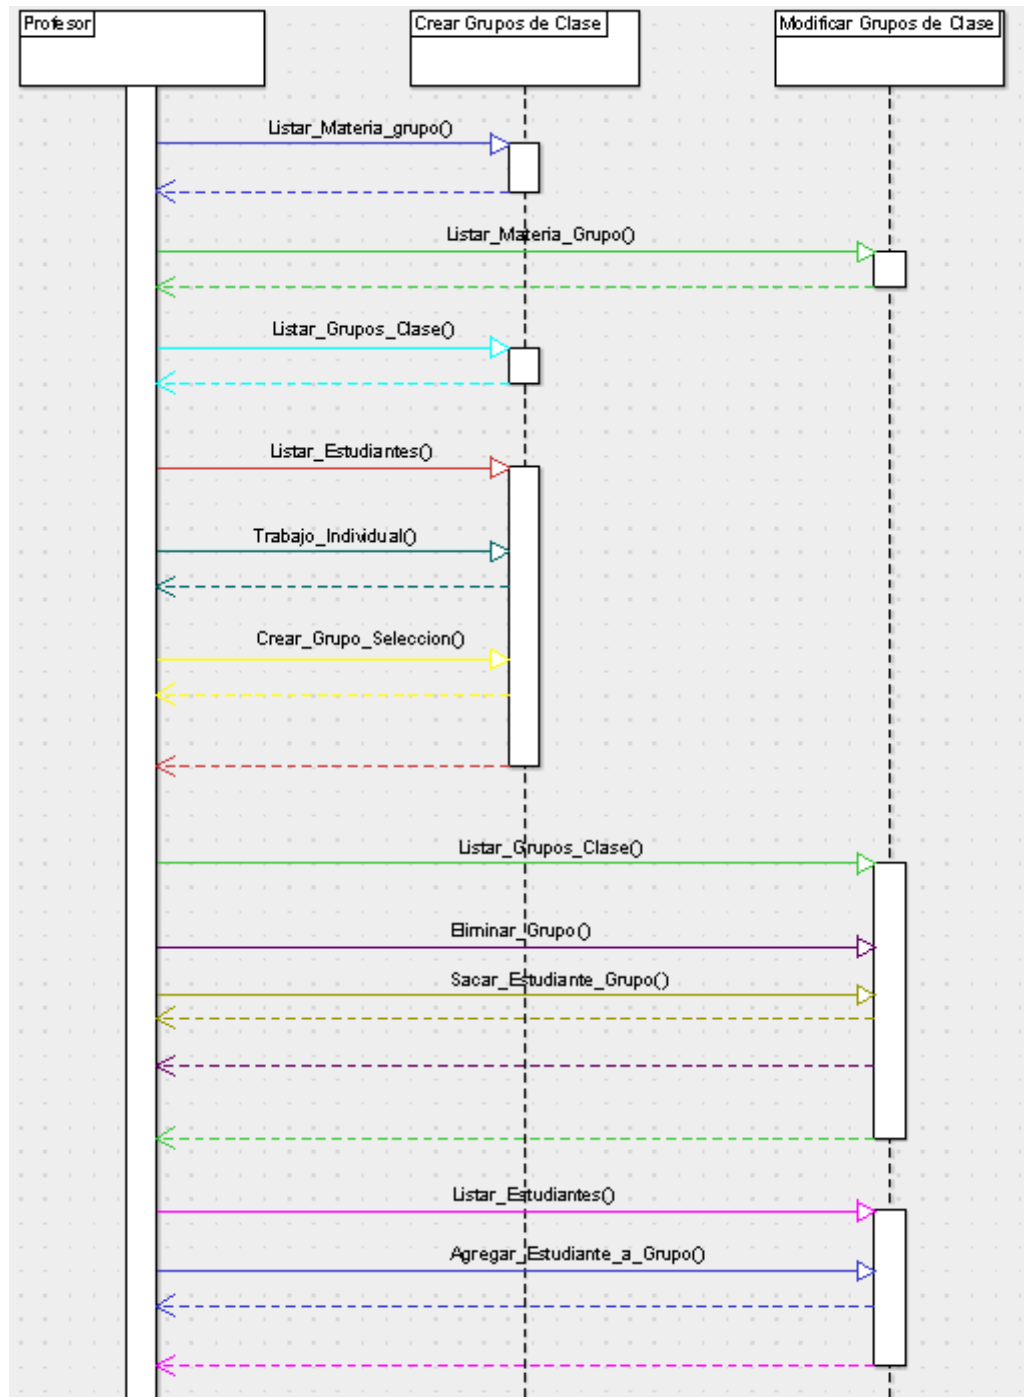 Profesor
Crear Grupos de Clase
Modificar Grupos de Clase
Listar_Materia_grupo()
Listar_Materia_Grupo()
Listar_Grupos_Clase()
Listar_Estudiantes()
Trabajo_Individual()
Crear_Grupo_Seleccion()
Listar_Grupos_Clase()
Eliminar_Grupo()
Sacar_Estudiante_Grupo()
Listar_Estudiantes()
Agregar_Estudiante_a_Grupo()